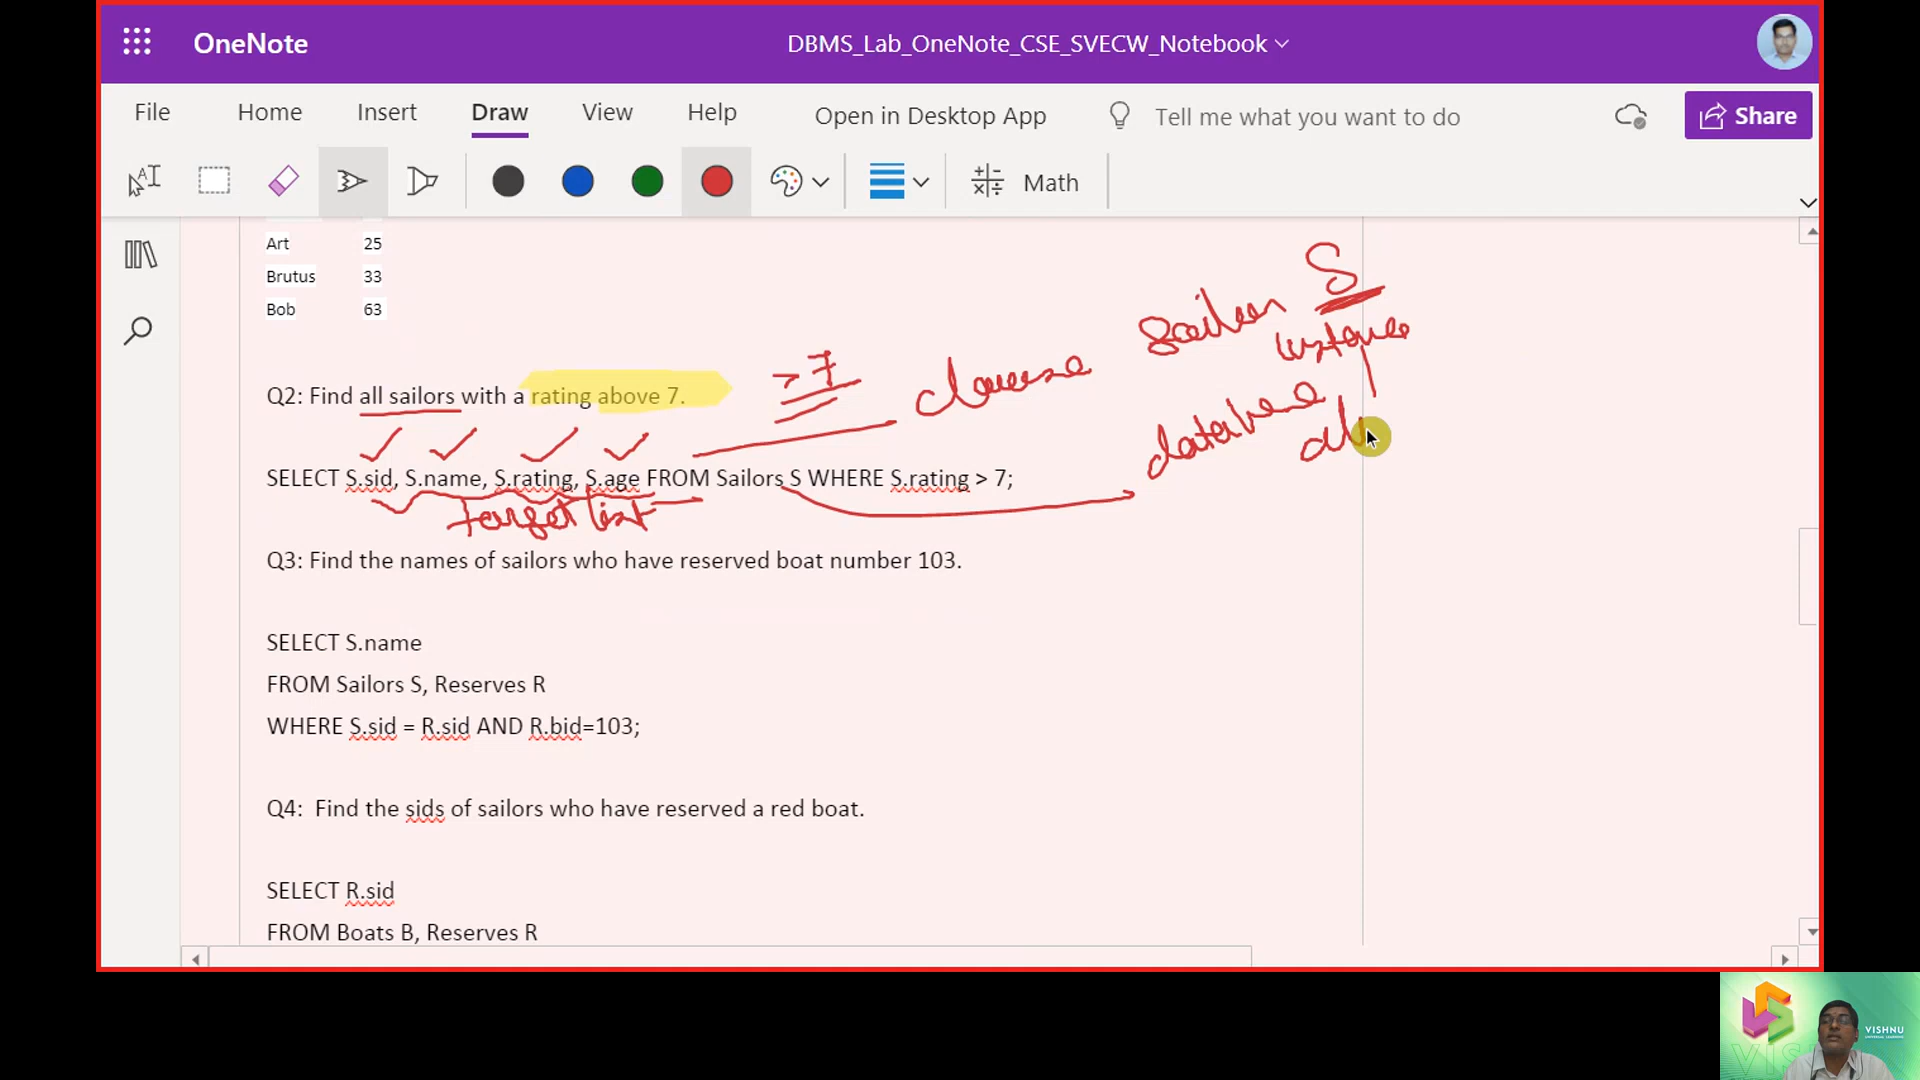 OneNote
DBMS_Lab_OneNote_CSE_SVECW_Notebook
File Home Insert Draw View Help Open in Desktop App Tell me what you want to do Share
Math
Art 25
Brutus 33
Bob 63
S
instance
>7 clause
database
Q2: Find all sailors with a rating above 7.
SELECT S.sid, S.name, S.rating, S.age FROM Sailors S WHERE S.rating > 7;
Target list
Q3: Find the names of sailors who have reserved boat number 103.
SELECT S.name
FROM Sailors S, Reserves R
WHERE S.sid = R.sid AND R.bid=103;
Q4: Find the sids of sailors who have reserved a red boat.
SELECT R.sid
FROM Boats B, Reserves R
VISHNU
UNIVERSAL LEARNING